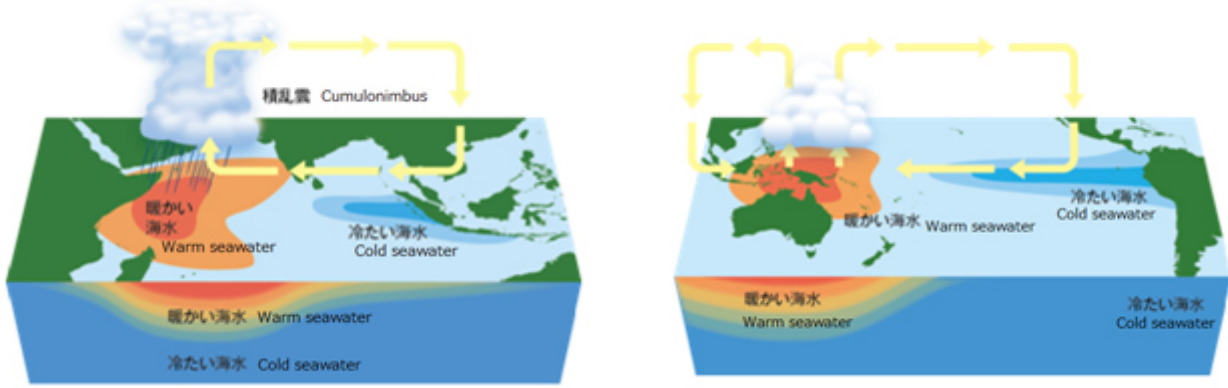 積乱雲 Cumulonimbus
暖かい
海水
Warm seawater
冷たい海水
Cold seawater
暖かい海水 Warm seawater
冷たい海水 Cold seawater
冷たい海水
Cold seawater
暖かい海水 Warm seawater
暖かい海水
Warm seawater
冷たい海水
Cold seawater